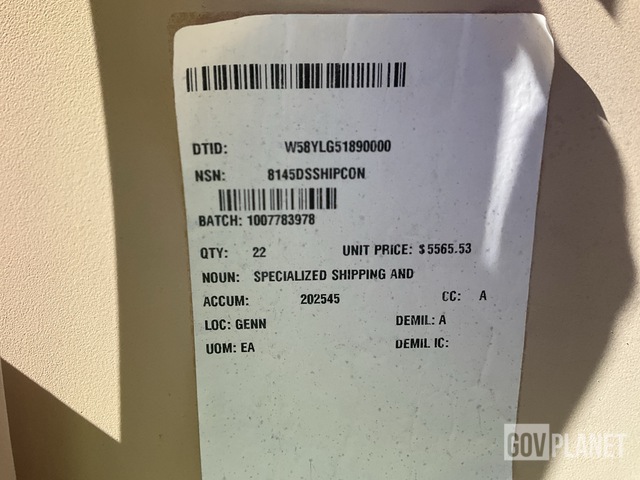 DTID: W58YLG51890000
NSN: 8145DSSHIPCON
BATCH: 1007783978
QTY: 22 UNIT PRICE: $5565.53
NOUN: SPECIALIZED SHIPPING AND
ACCUM: 202545 CC: A
LOC: GENN DEMIL: A
UOM: EA DEMIL IC:
GOVPLANET